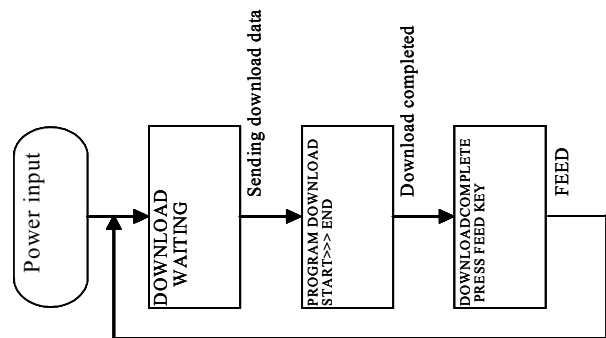 Power input
DOWNLOAD
WAITING
Sending download data
PROGRAM DOWNLOAD
START>>> END
Download completed
DOWNLOADCOMPLETE
PRESS FEED KEY
FEED